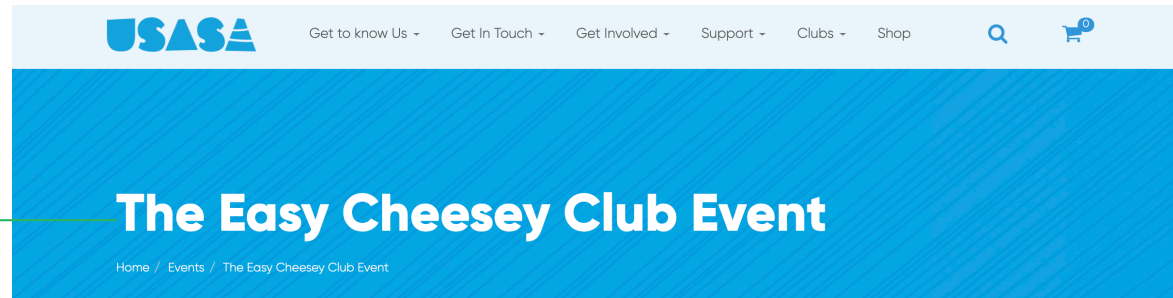 USASA
Get to know Us Get In Touch Get Involved Support Clubs Shop 0
The Easy Cheesey Club Event
Home / Events / The Easy Cheesey Club Event